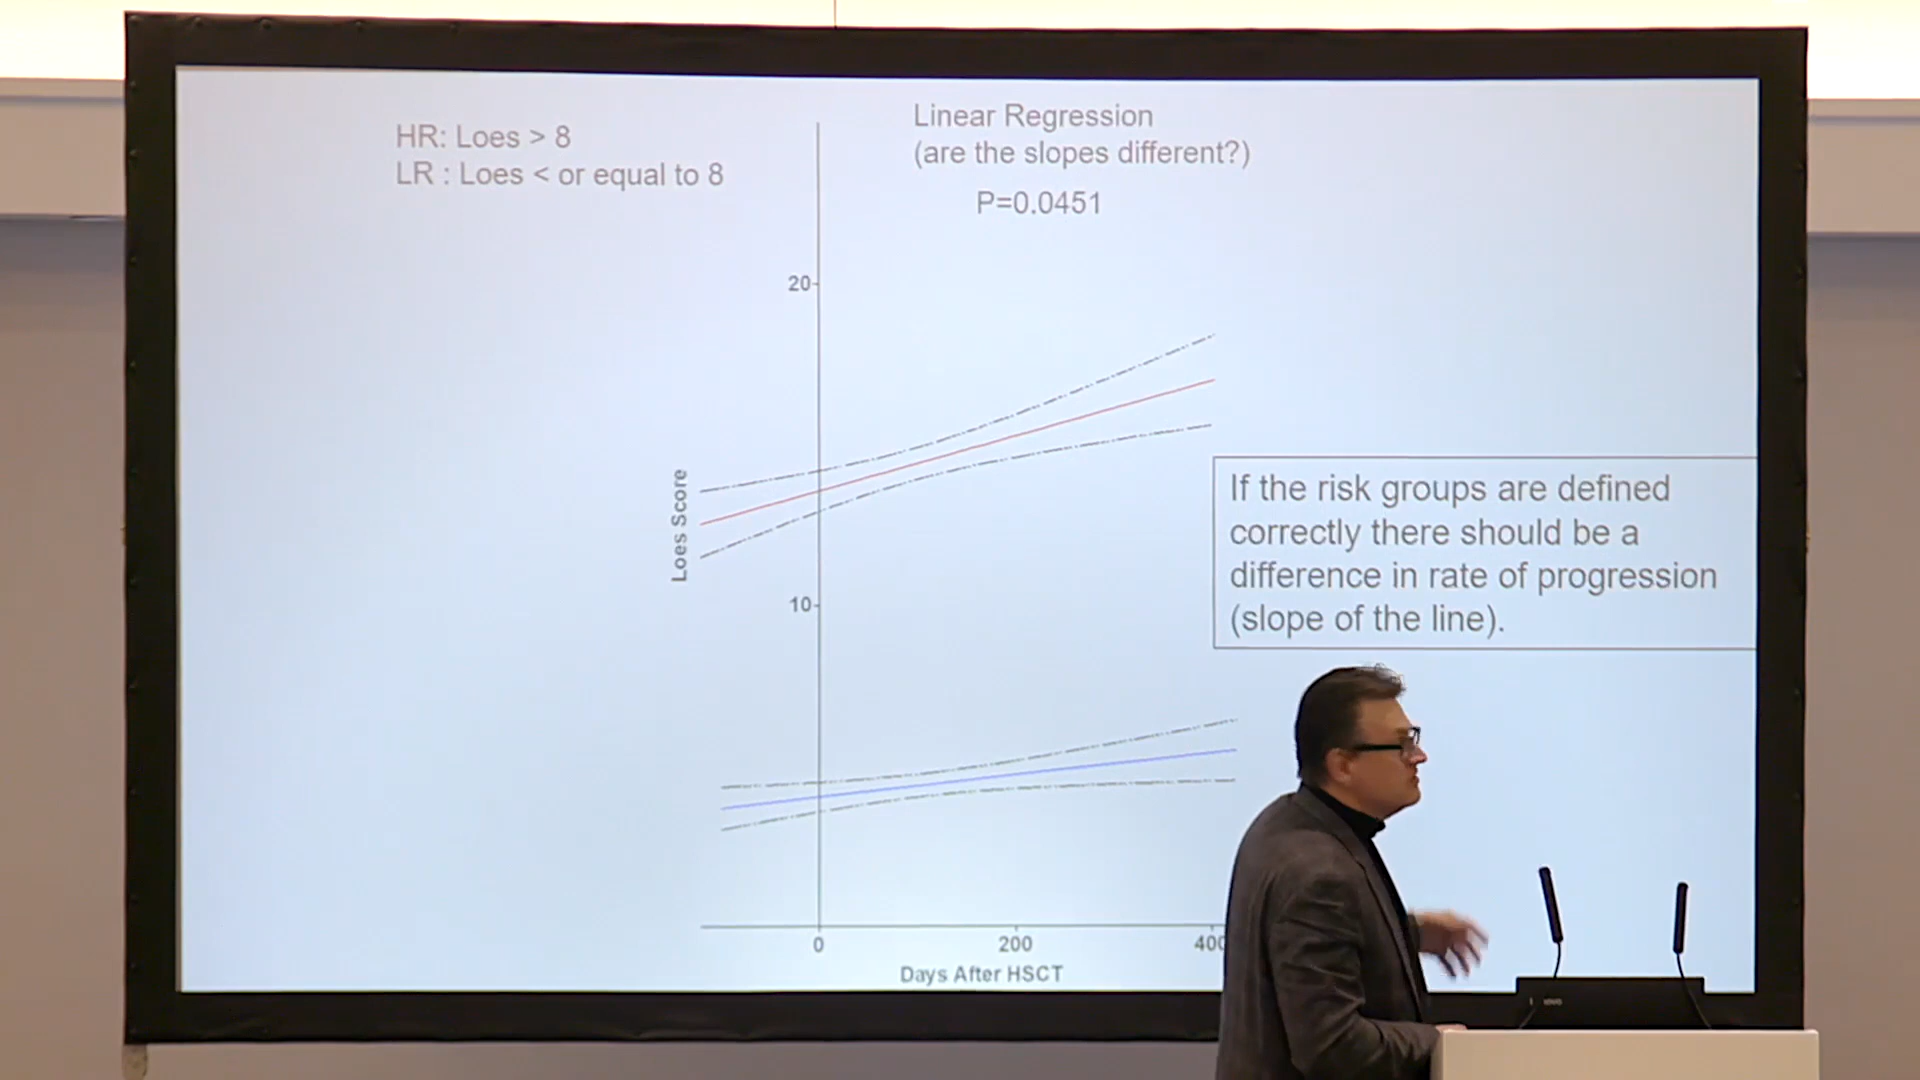 HR: Loes > 8
LR : Loes < or equal to 8
Linear Regression
(are the slopes different?)
P=0.0451
20
Loes Score
10
If the risk groups are defined
correctly there should be a
difference in rate of progression
(slope of the line).
0
200
400
Days After HSCT